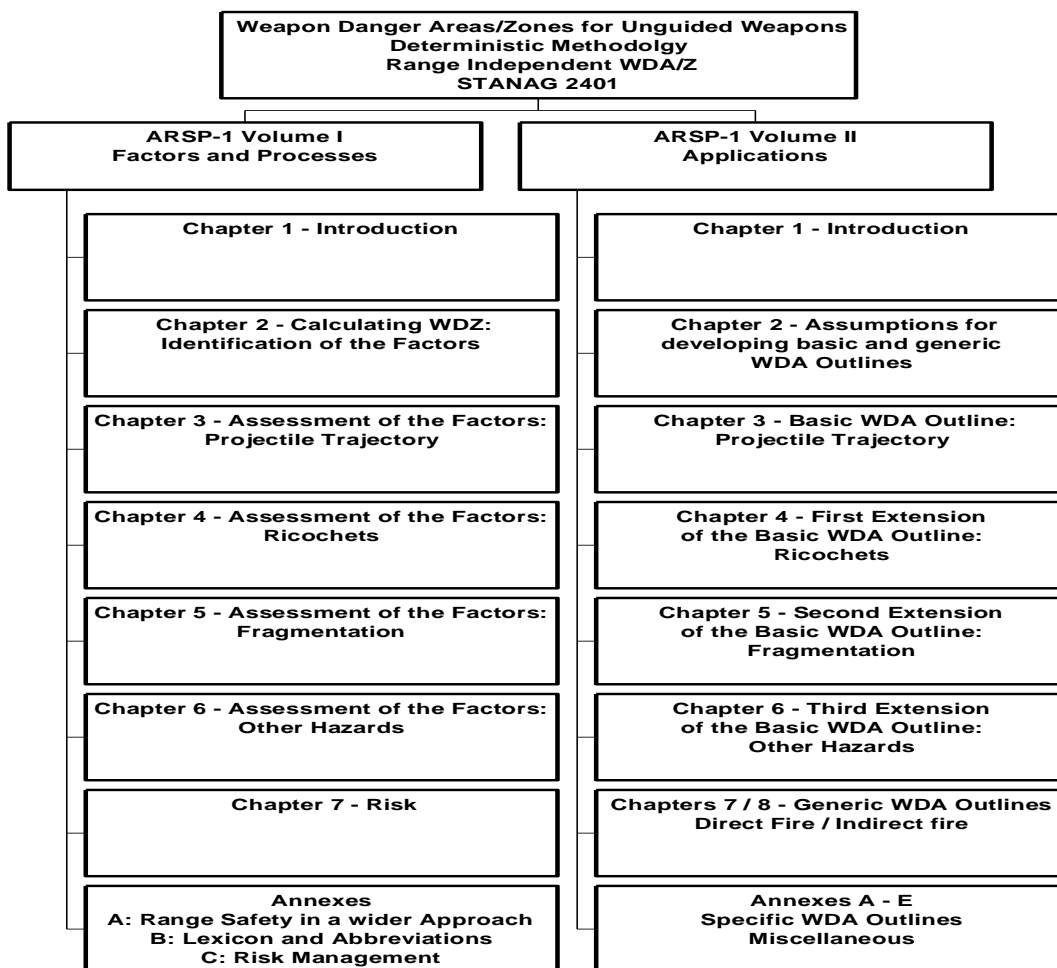 Weapon Danger Areas/Zones for Unguided Weapons
Deterministic Methodolgy
Range Independent WDA/Z
STANAG 2401
ARSP-1 Volume I
Factors and Processes
Chapter 1 - Introduction
Chapter 2 - Calculating WDZ:
Identification of the Factors
Chapter 3 - Assessment of the Factors:
Projectile Trajectory
Chapter 4 - Assessment of the Factors:
Ricochets
Chapter 5 - Assessment of the Factors:
Fragmentation
Chapter 6 - Assessment of the Factors:
Other Hazards
Chapter 7 - Risk
Annexes
A: Range Safety in a wider Approach
B: Lexicon and Abbreviations
C: Risk Management
ARSP-1 Volume II
Applications
Chapter 1 - Introduction
Chapter 2 - Assumptions for
developing basic and generic
WDA Outlines
Chapter 3 - Basic WDA Outline:
Projectile Trajectory
Chapter 4 - First Extension
of the Basic WDA Outline:
Ricochets
Chapter 5 - Second Extension
of the Basic WDA Outline:
Fragmentation
Chapter 6 - Third Extension
of the Basic WDA Outline:
Other Hazards
Chapters 7 / 8 - Generic WDA Outlines
Direct Fire / Indirect fire
Annexes A - E
Specific WDA Outlines
Miscellaneous